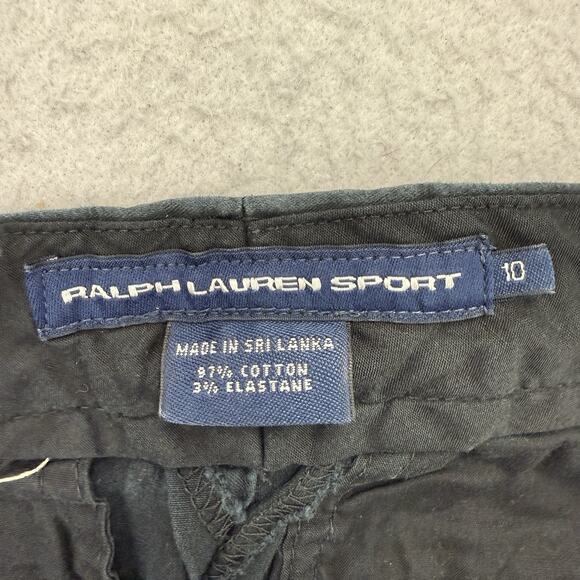 RALPH LAUREN SPORT
10
MADE IN SRI LANKA
97% COTTON
3% ELASTANE